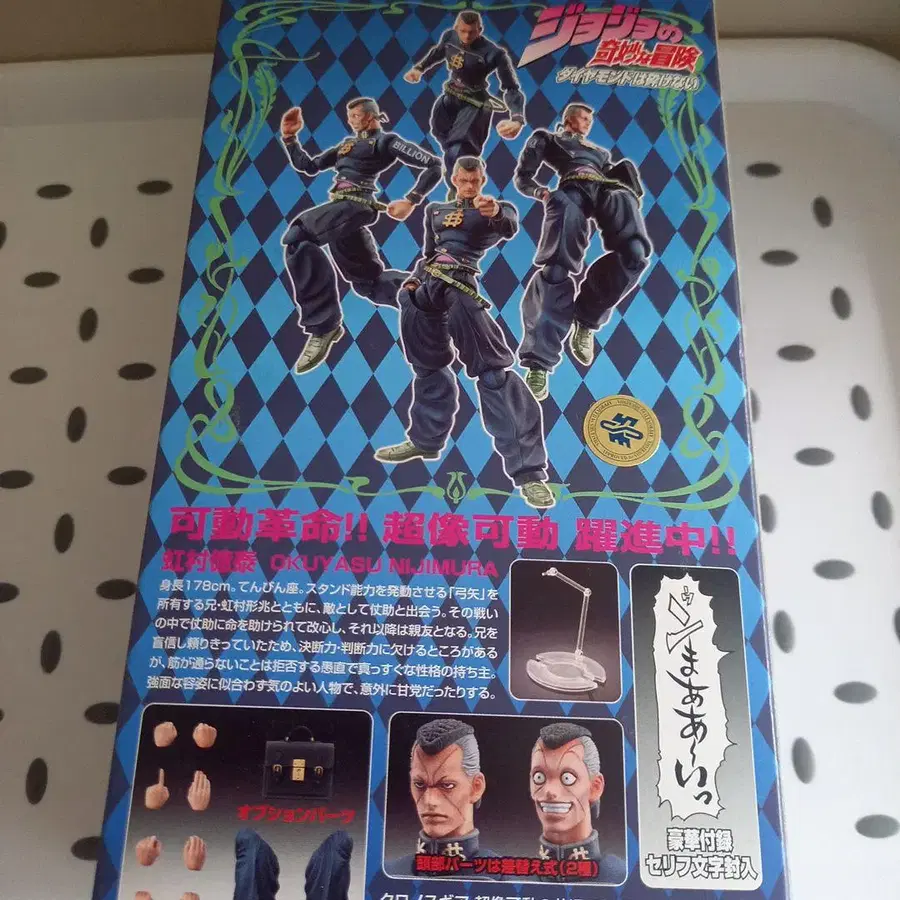 ジョジョの
奇妙な冒険
ダイヤモンドは砕けない
BILLION
可動革命!! 超像可動 躍進中!!
虹村億泰 OKUYASU NIJIMURA
身長178cm。てんびん座。スタンド能力を発動させる「弓矢」を
所有する兄・虹村形兆とともに、敵として仗助と出会う。その戦い
の中で仗助に命を助けられて改心し、それ以降は親友となる。兄を
盲信し頼りきっていたため、決断力・判断力に欠けるところがある
が、筋が通らないことは拒否する愚直で真っすぐな性格の持ち主。
強面な容姿に似合わず気のよい人物で、意外に甘党だったりする。
ゥンまああ〜いっ
豪華付録
セリフ文字封入
オプションパーツ
頭部パーツは差替え式(2種)